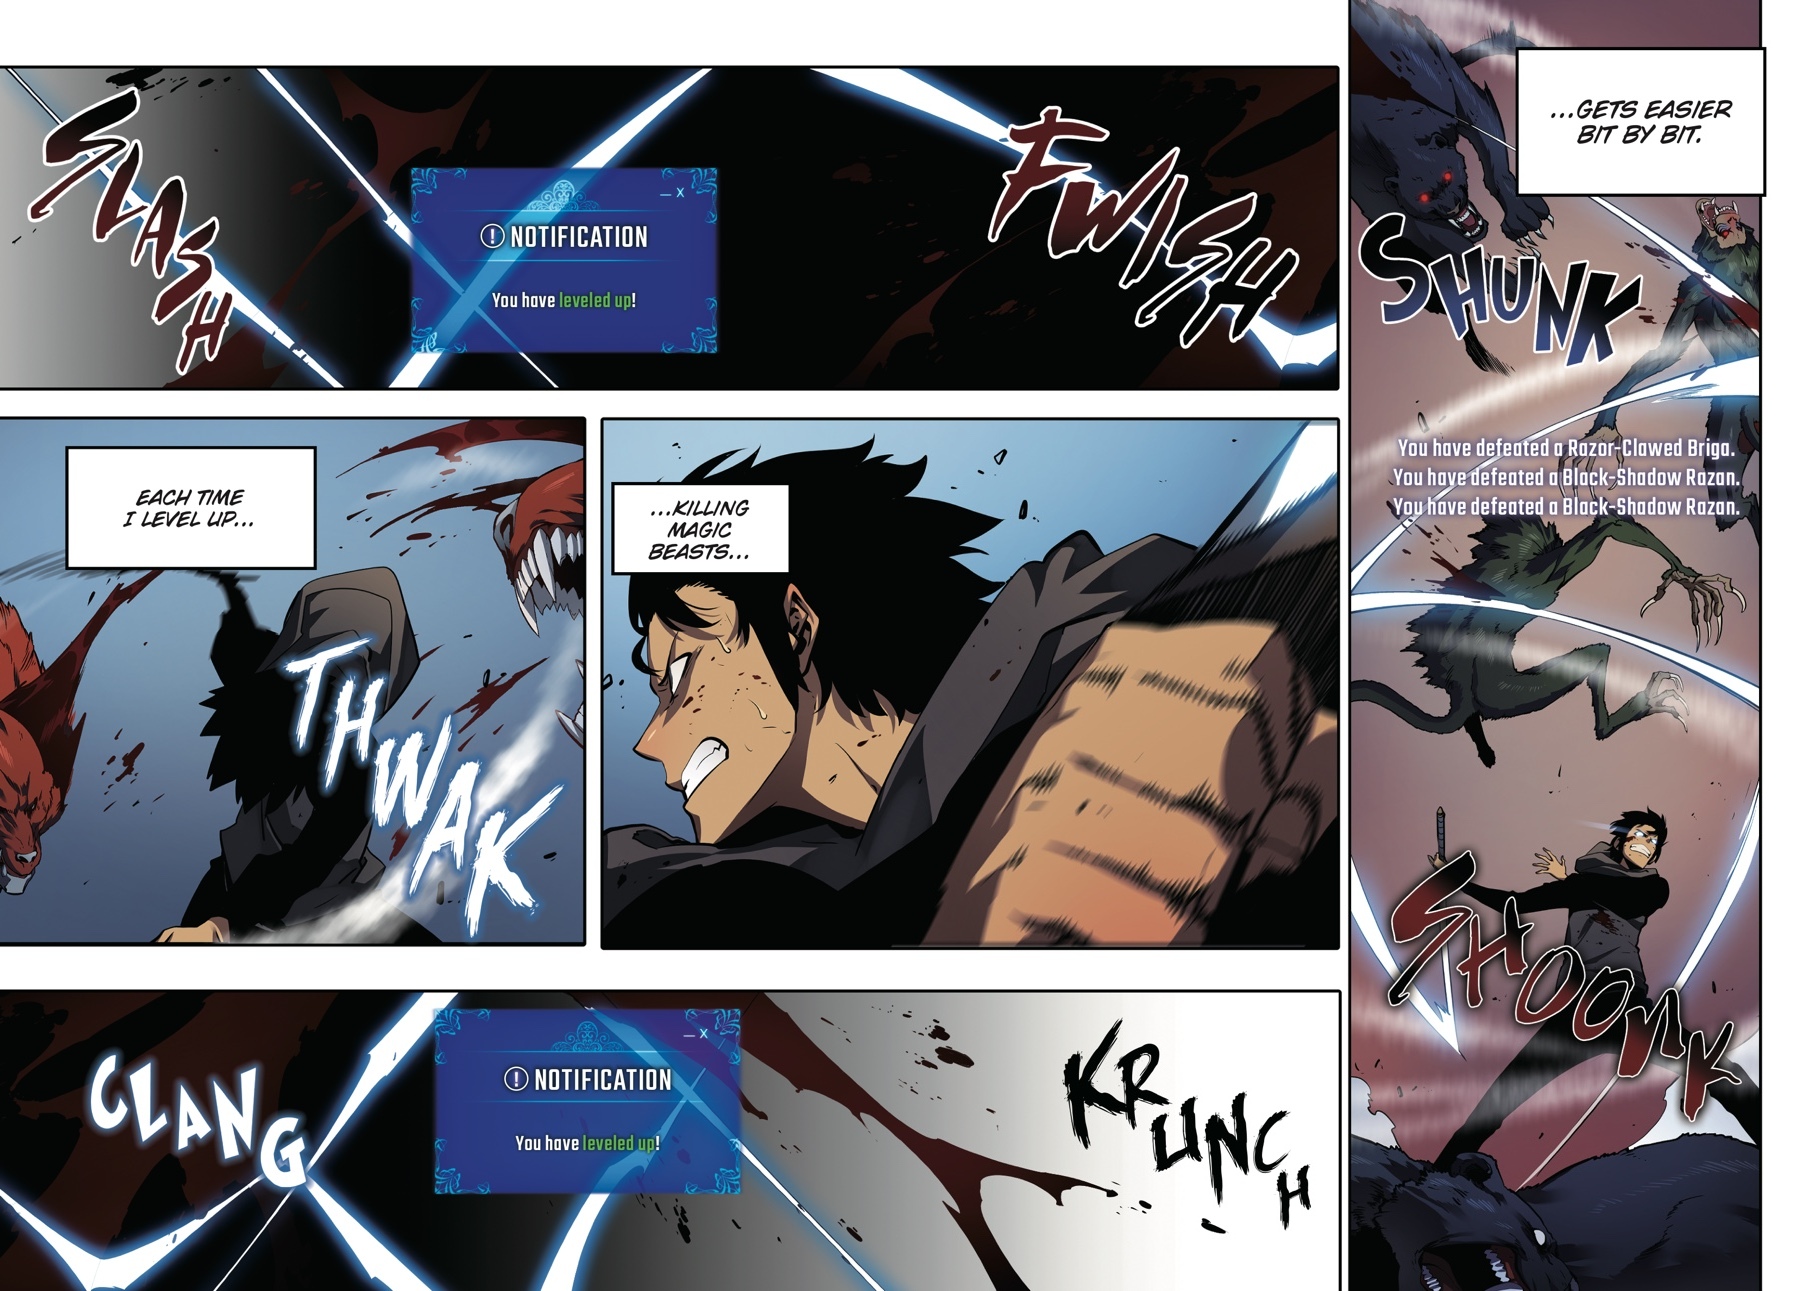 SLASH
FWISH
_ X
! NOTIFICATION
You have leveled up!
EACH TIME
I LEVEL UP...
THWAK
...KILLING
MAGIC
BEASTS...
CLANG
_ X
! NOTIFICATION
You have leveled up!
KRUNCH
...GETS EASIER
BIT BY BIT.
SHUNK
You have defeated a Razor-Clawed Briga.
You have defeated a Black-Shadow Razan.
You have defeated a Black-Shadow Razan.
SHOONK